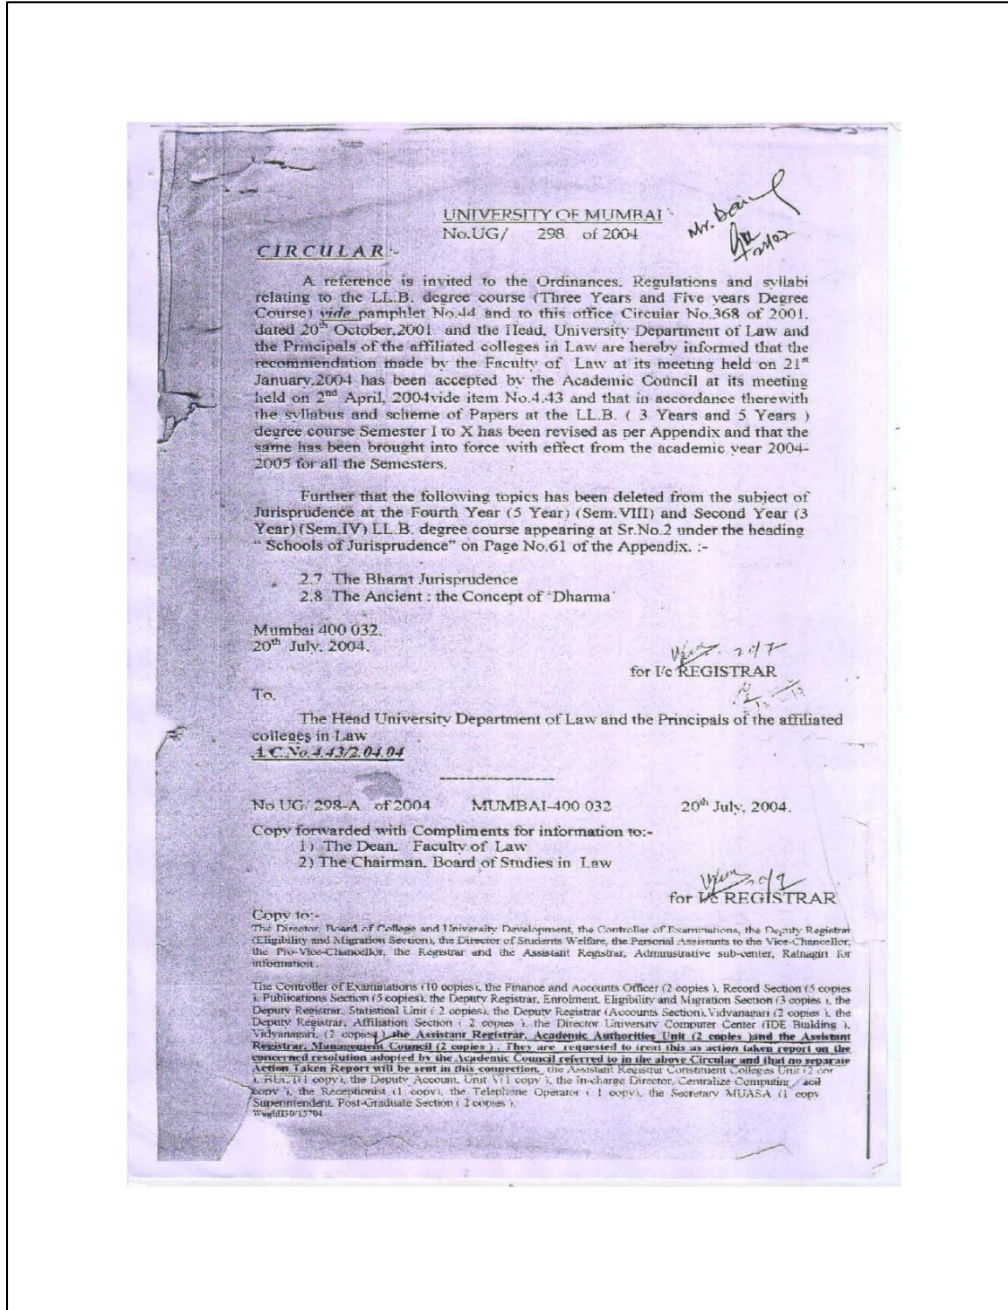 UNIVERSITY OF MUMBAI
No.UG/ 298 of 2004
Mr.
CIRCULAR:-
A reference is invited to the Ordinances, Regulations and syllabi
relating to the LL.B. degree course (Three Years and Five years Degree
Course) vide pamphlet No.44 and to this office Circular No.368 of 2001.
dated 20th October,2001 and the Head, University Department of Law and
the Principals of the affiliated colleges in Law are hereby informed that the
recommendation made by the Faculty of Law at its meeting held on 21st
January,2004 has been accepted by the Academic Council at its meeting
held on 2nd April, 2004vide item No.4.43 and that in accordance therewith
the syllabus and scheme of Papers at the LL.B. ( 3 Years and 5 Years )
degree course Semester I to X has been revised as per Appendix and that the
same has been brought into force with effect from the academic year 2004-
2005 for all the Semesters.
Further that the following topics has been deleted from the subject of
Jurisprudence at the Fourth Year (5 Year) (Sem.VIII) and Second Year (3
Year) (Sem.IV) LL.B. degree course appearing at Sr.No.2 under the heading
“ Schools of Jurisprudence” on Page No.61 of the Appendix. :-
2.7 The Bharat Jurisprudence
2.8 The Ancient : the Concept of ‘Dharma’
Mumbai 400 032.
20th July, 2004.
20/7
for I/c REGISTRAR
To,
The Head University Department of Law and the Principals of the affiliated
colleges in Law
A.C.No.4.43/2.04.04
----------------
No.UG/ 298-A of 2004 MUMBAI-400 032 20th July, 2004.
Copy forwarded with Compliments for information to:-
1) The Dean. Faculty of Law
2) The Chairman. Board of Studies in Law
for I/c REGISTRAR
Copy to:-
The Director, Board of College and University Development, the Controller of Examinations, the Deputy Registrar
(Eligibility and Migration Section), the Director of Students Welfare, the Personal Assistants to the Vice-Chancellor,
the Pro-Vice-Chancellor, the Registrar and the Assistant Registrar, Administrative sub-center, Ratnagiri for
information.
The Controller of Examinations (10 copies), the Finance and Accounts Officer (2 copies ), Record Section (5 copies
), Publications Section (5 copies), the Deputy Registrar, Enrolment, Eligibility and Migration Section (3 copies ), the
Deputy Registrar, Statistical Unit ( 2 copies), the Deputy Registrar (Accounts Section),Vidyanagari (2 copies ), the
Deputy Registrar, Affiliation Section ( 2 copies ), the Director University Computer Center (IDE Building ),
Vidyanagari, (2 copies ) the Assistant Registrar, Academic Authorities Unit (2 copies )and the Assistant
Registrar, Management Council (2 copies ) . They are requested to treat this as action taken report on the
concerned resolution adopted by the Academic Council referred to in the above Circular and that no separate
Action Taken Report will be sent in this connection. the Assistant Registrar Constituent Colleges Unit (2
(1 copy), the Deputy Account, Unit V(1 copy ), the In-charge Director, Centralize Computing
copy ), the Receptionist (1 copy), the Telephone Operator ( 1 copy), the Secretary MUASA (1 copy
Superintendent, Post-Graduate Section ( 2 copies ).